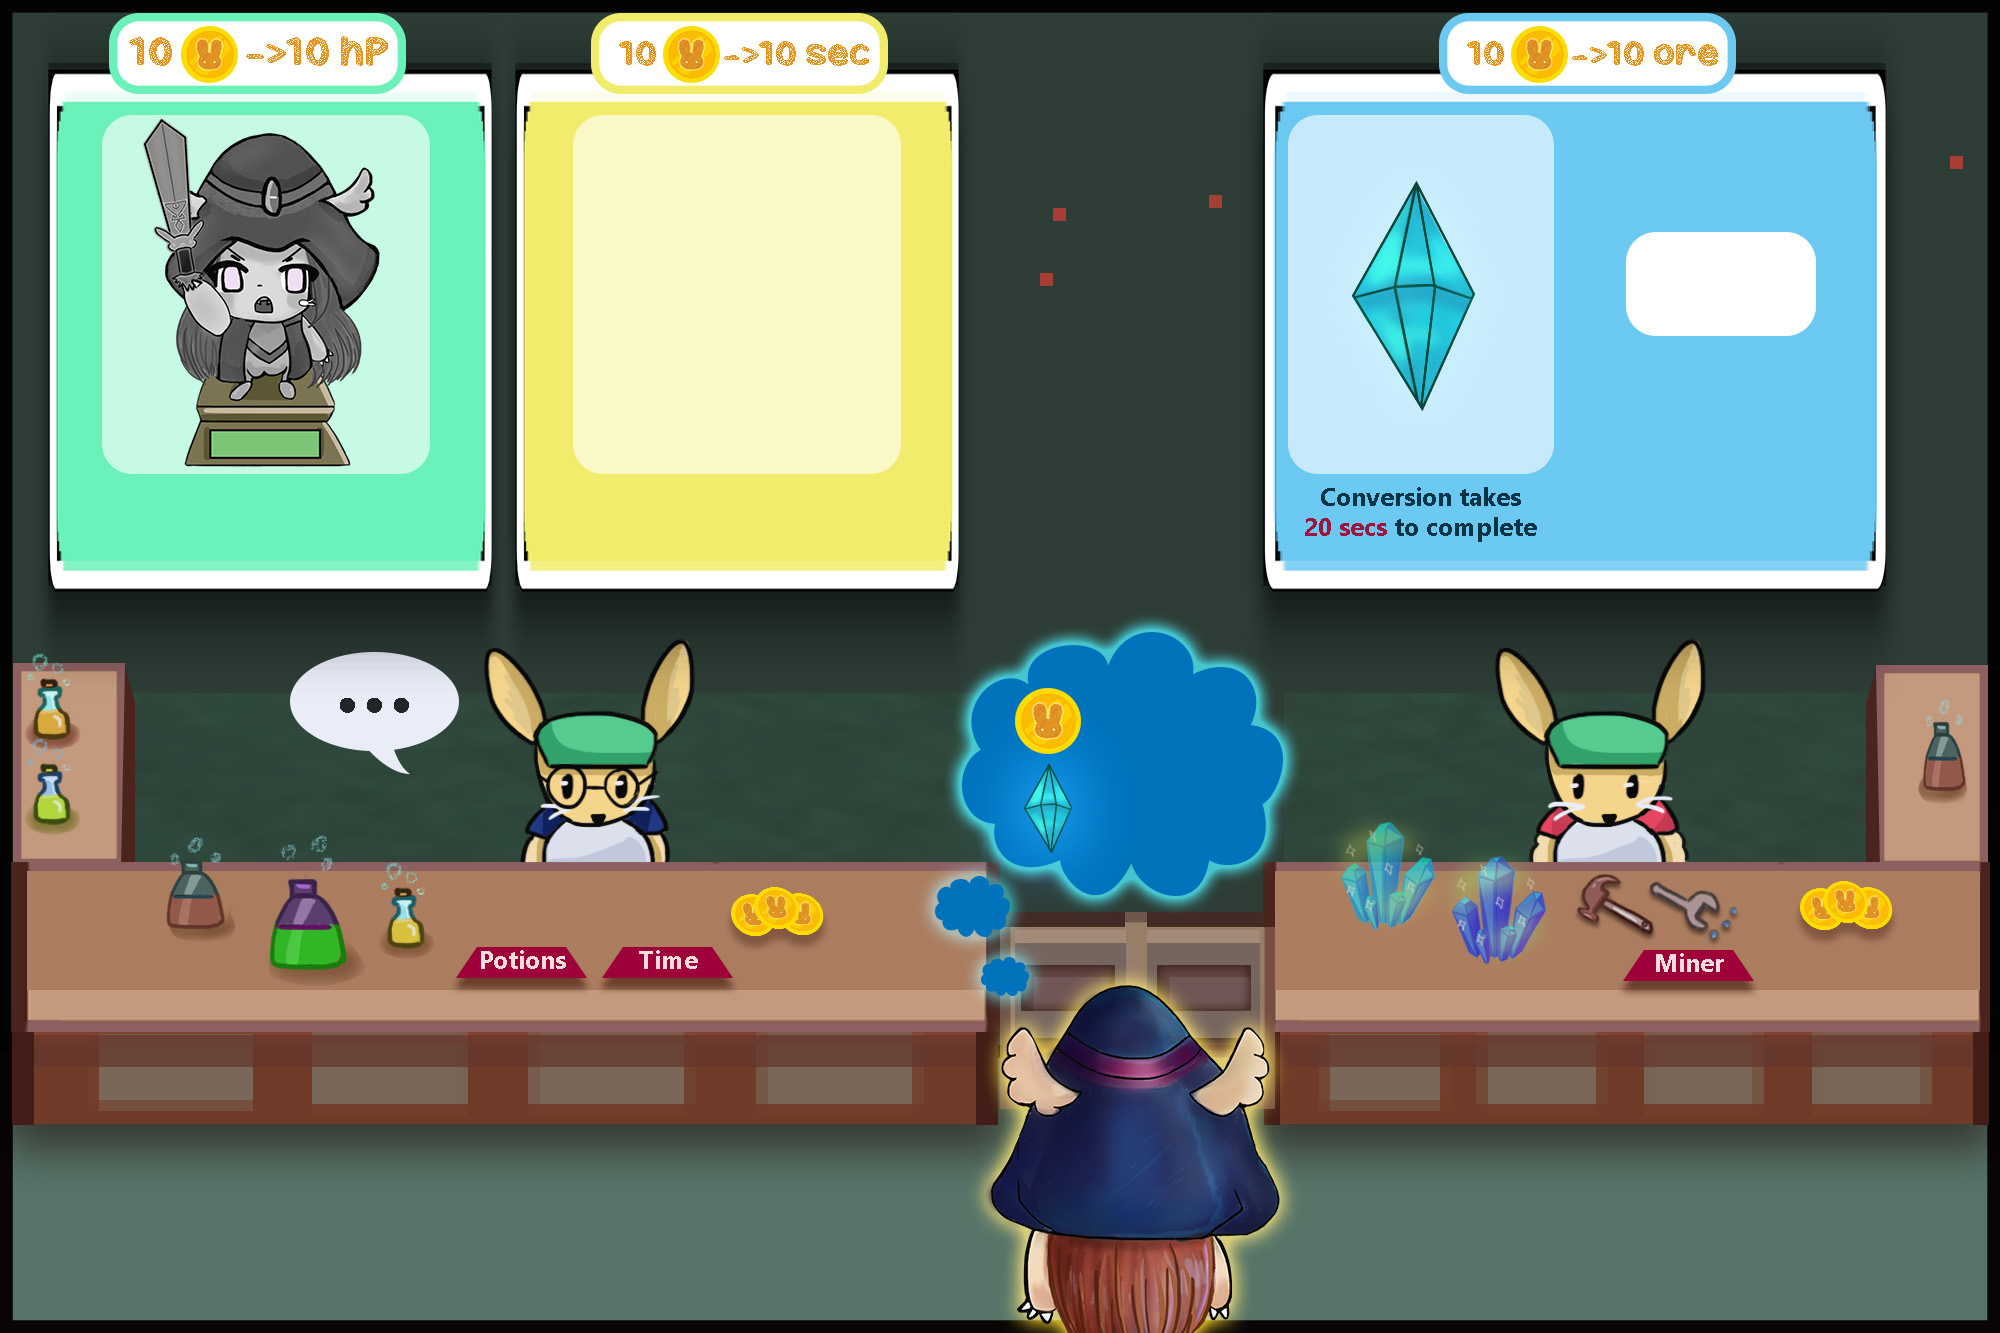 10 ->10 hP
10 ->10 sec
10 ->10 ore
Conversion takes
20 secs to complete
...
Potions
Time
Miner